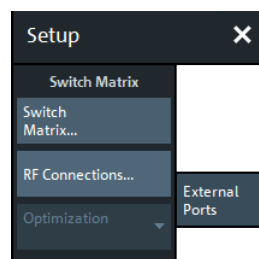 Setup
Switch Matrix
Switch
Matrix...
RF Connections...
External
Ports
Optimization